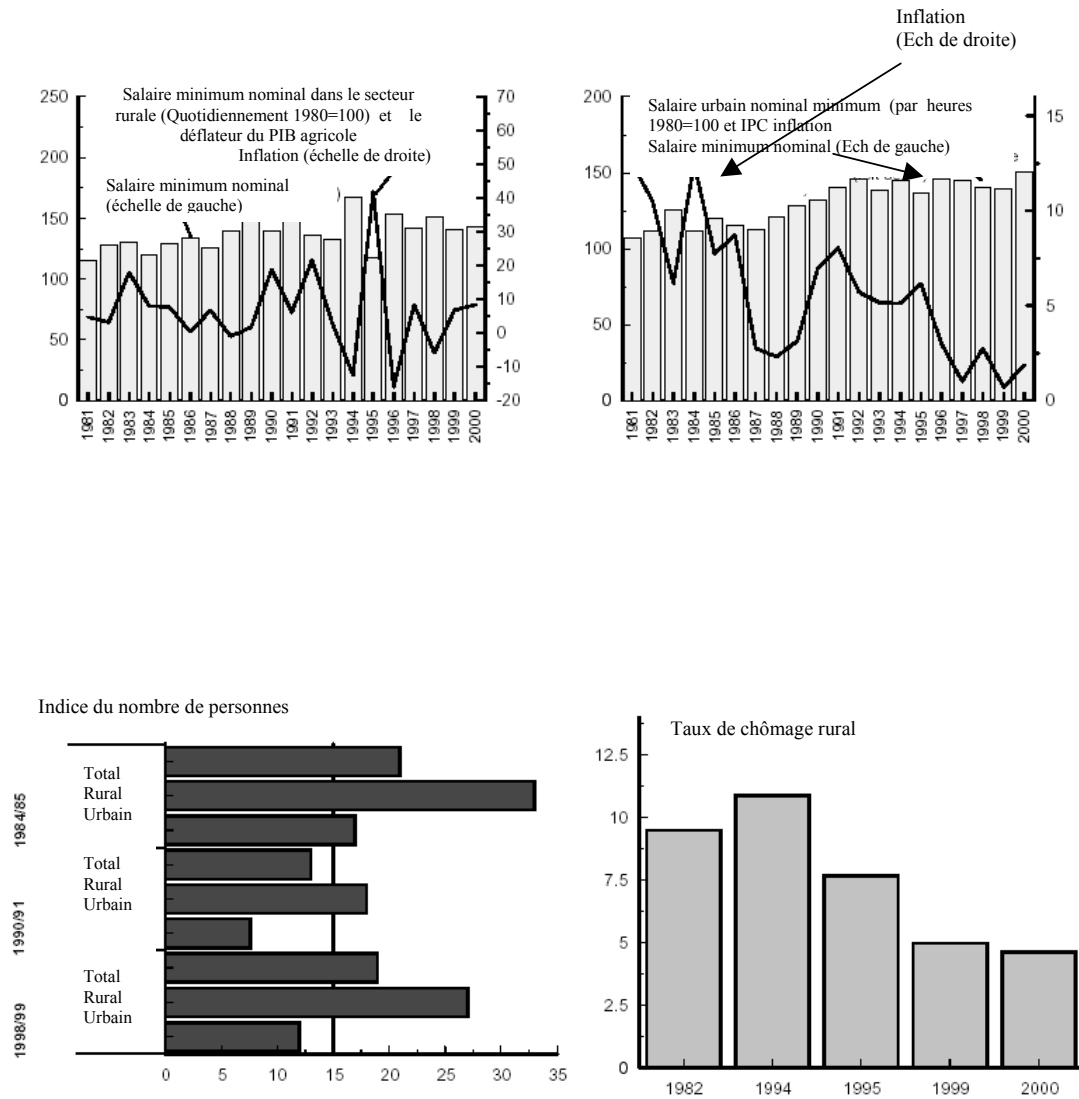 Inflation
(Ech de droite)
Salaire minimum nominal dans le secteur
rurale (Quotidiennement 1980=100) et le
déflateur du PIB agricole
Inflation (échelle de droite)
Salaire minimum nominal
(échelle de gauche)
250
200
150
100
50
0
70
60
50
40
30
20
10
0
-10
-20
1981 1982 1983 1984 1985 1986 1987 1988 1989 1990 1991 1992 1993 1994 1995 1996 1997 1998 1999 2000
Salaire urbain nominal minimum (par heures
1980=100 et IPC inflation
Salaire minimum nominal (Ech de gauche)
200
150
100
50
0
15
10
5
0
1981 1982 1983 1984 1985 1986 1987 1988 1989 1990 1991 1992 1993 1994 1995 1996 1997 1998 1999 2000
Indice du nombre de personnes
1984/85
Total
Rural
Urbain
1990/91
Total
Rural
Urbain
1998/99
Total
Rural
Urbain
0 5 10 15 20 25 30 35
Taux de chômage rural
12.5
10
7.5
5
2.5
0
1982 1994 1995 1999 2000